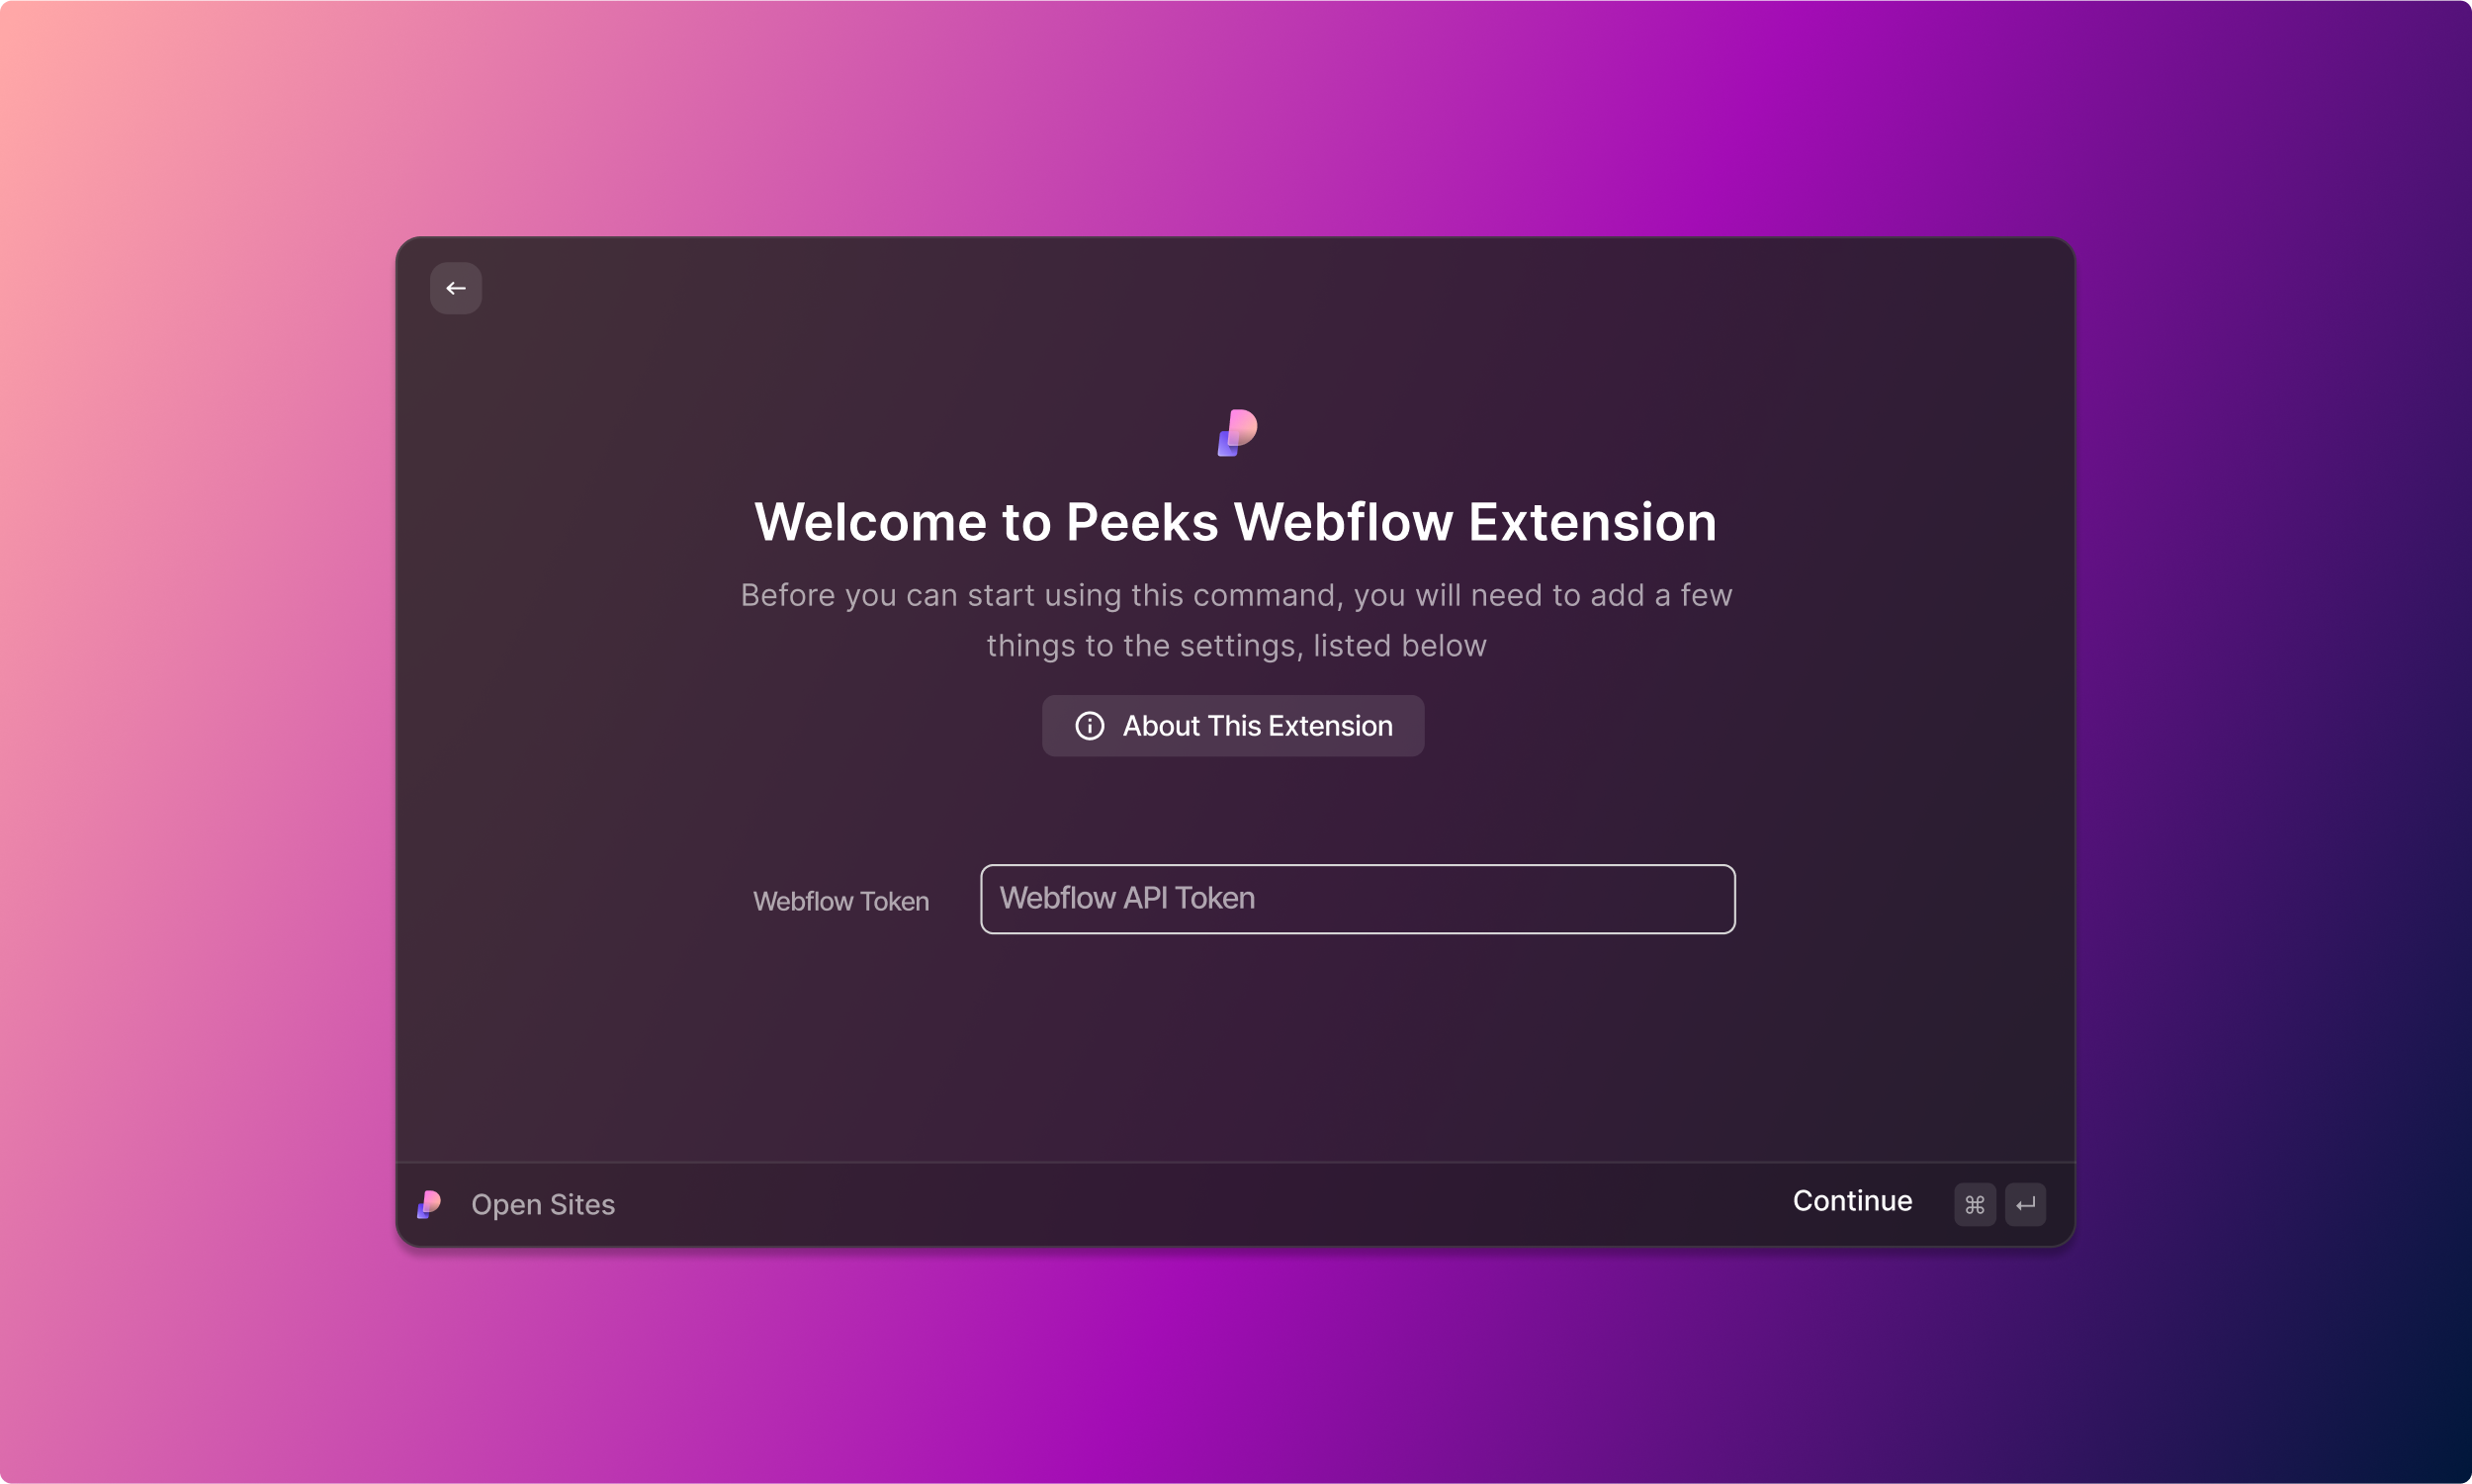 Welcome to Peeks Webflow Extension
Before you can start using this command, you will need to add a few
things to the settings, listed below
About This Extension
Webflow Token
Webflow API Token
Open Sites
Continue ⌘ ↵